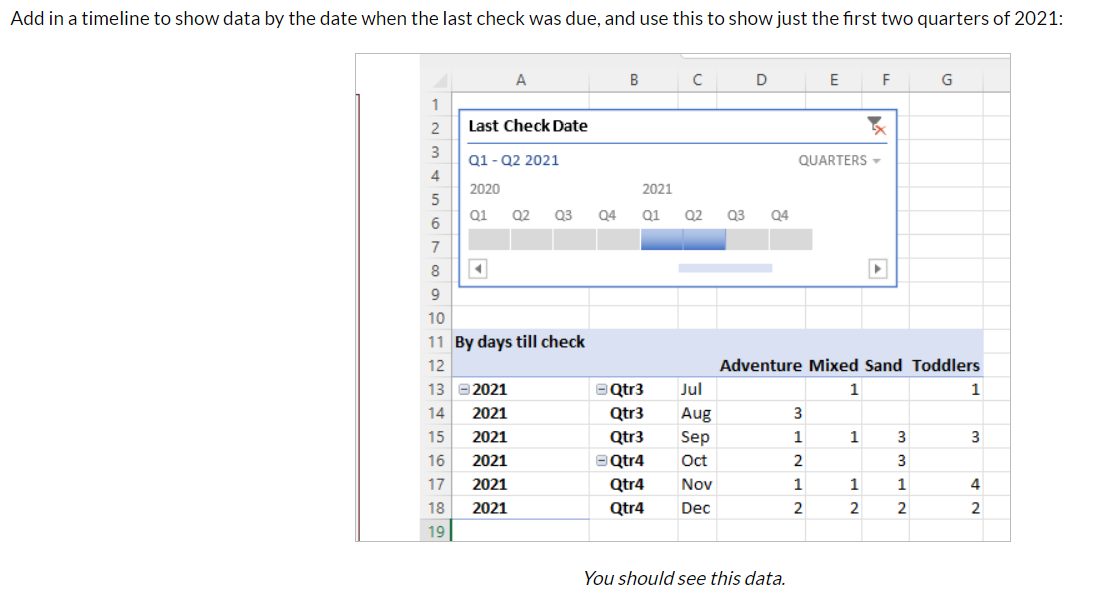 Add in a timeline to show data by the date when the last check was due, and use this to show just the first two quarters of 2021:
A B C D E F G
1
2 Last Check Date
3 Q1 - Q2 2021 QUARTERS
4
5 2020 2021
6 Q1 Q2 Q3 Q4 Q1 Q2 Q3 Q4
7
8
9
10
11 By days till check
12 Adventure Mixed Sand Toddlers
13 2021 Qtr3 Jul 1 1
14 2021 Qtr3 Aug 3
15 2021 Qtr3 Sep 1 1 3 3
16 2021 Qtr4 Oct 2 3
17 2021 Qtr4 Nov 1 1 1 4
18 2021 Qtr4 Dec 2 2 2 2
19
You should see this data.